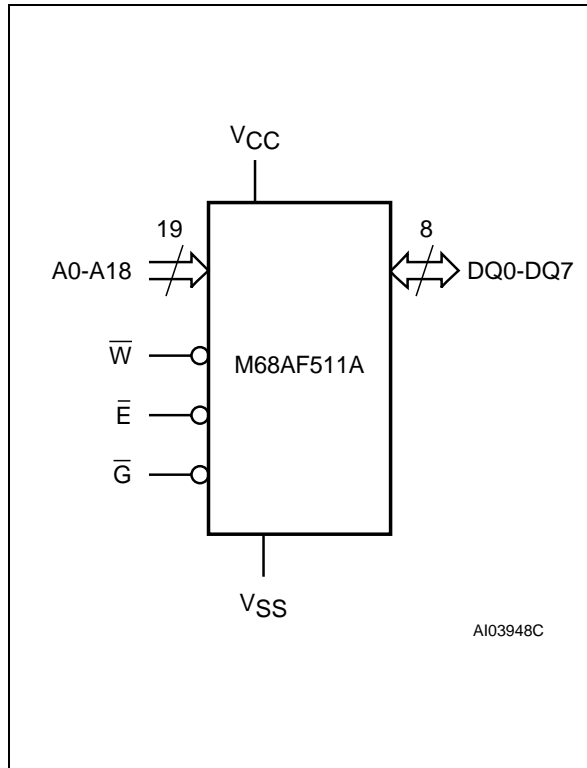 VCC
19
8
A0-A18
DQ0-DQ7
W̅
M68AF511A
E̅
G̅
VSS
AI03948C